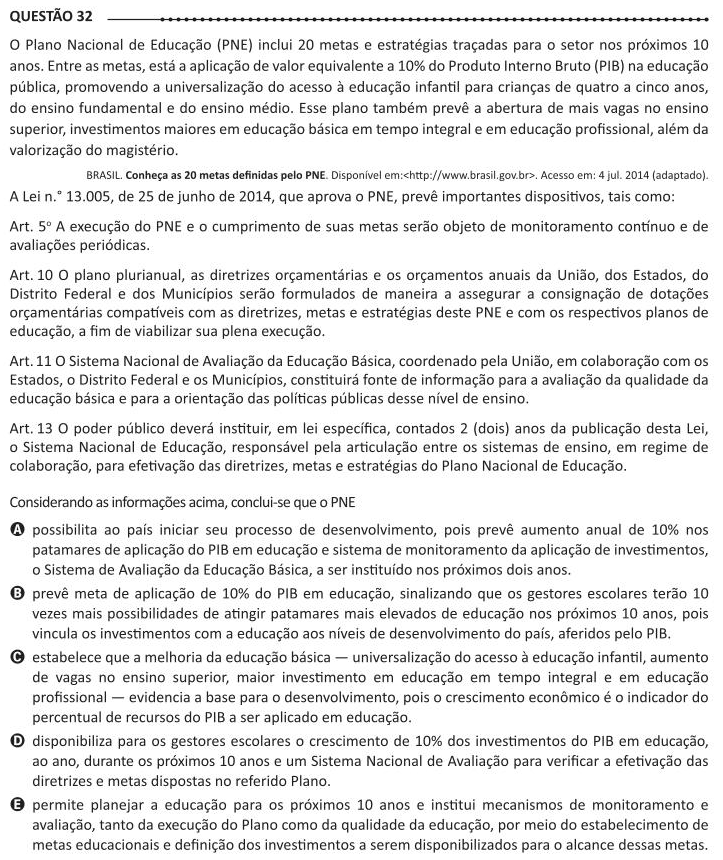 QUESTÃO 32
O Plano Nacional de Educação (PNE) inclui 20 metas e estratégias traçadas para o setor nos próximos 10
anos. Entre as metas, está a aplicação de valor equivalente a 10% do Produto Interno Bruto (PIB) na educação
pública, promovendo a universalização do acesso à educação infantil para crianças de quatro a cinco anos,
do ensino fundamental e do ensino médio. Esse plano também prevê a abertura de mais vagas no ensino
superior, investimentos maiores em educação básica em tempo integral e em educação profissional, além da
valorização do magistério.
BRASIL. Conheça as 20 metas definidas pelo PNE. Disponível em:<http://www.brasil.gov.br>. Acesso em: 4 jul. 2014 (adaptado).
A Lei n.° 13.005, de 25 de junho de 2014, que aprova o PNE, prevê importantes dispositivos, tais como:
Art. 5º A execução do PNE e o cumprimento de suas metas serão objeto de monitoramento contínuo e de
avaliações periódicas.
Art. 10 O plano plurianual, as diretrizes orçamentárias e os orçamentos anuais da União, dos Estados, do
Distrito Federal e dos Municípios serão formulados de maneira a assegurar a consignação de dotações
orçamentárias compatíveis com as diretrizes, metas e estratégias deste PNE e com os respectivos planos de
educação, a fim de viabilizar sua plena execução.
Art. 11 O Sistema Nacional de Avaliação da Educação Básica, coordenado pela União, em colaboração com os
Estados, o Distrito Federal e os Municípios, constituirá fonte de informação para a avaliação da qualidade da
educação básica e para a orientação das políticas públicas desse nível de ensino.
Art. 13 O poder público deverá instituir, em lei específica, contados 2 (dois) anos da publicação desta Lei,
o Sistema Nacional de Educação, responsável pela articulação entre os sistemas de ensino, em regime de
colaboração, para efetivação das diretrizes, metas e estratégias do Plano Nacional de Educação.
Considerando as informações acima, conclui-se que o PNE
A possibilita ao país iniciar seu processo de desenvolvimento, pois prevê aumento anual de 10% nos
patamares de aplicação do PIB em educação e sistema de monitoramento da aplicação de investimentos,
o Sistema de Avaliação da Educação Básica, a ser instituído nos próximos dois anos.
B prevê meta de aplicação de 10% do PIB em educação, sinalizando que os gestores escolares terão 10
vezes mais possibilidades de atingir patamares mais elevados de educação nos próximos 10 anos, pois
vincula os investimentos com a educação aos níveis de desenvolvimento do país, aferidos pelo PIB.
C estabelece que a melhoria da educação básica — universalização do acesso à educação infantil, aumento
de vagas no ensino superior, maior investimento em educação em tempo integral e em educação
profissional — evidencia a base para o desenvolvimento, pois o crescimento econômico é o indicador do
percentual de recursos do PIB a ser aplicado em educação.
D disponibiliza para os gestores escolares o crescimento de 10% dos investimentos do PIB em educação,
ao ano, durante os próximos 10 anos e um Sistema Nacional de Avaliação para verificar a efetivação das
diretrizes e metas dispostas no referido Plano.
E permite planejar a educação para os próximos 10 anos e institui mecanismos de monitoramento e
avaliação, tanto da execução do Plano como da qualidade da educação, por meio do estabelecimento de
metas educacionais e definição dos investimentos a serem disponibilizados para o alcance dessas metas.